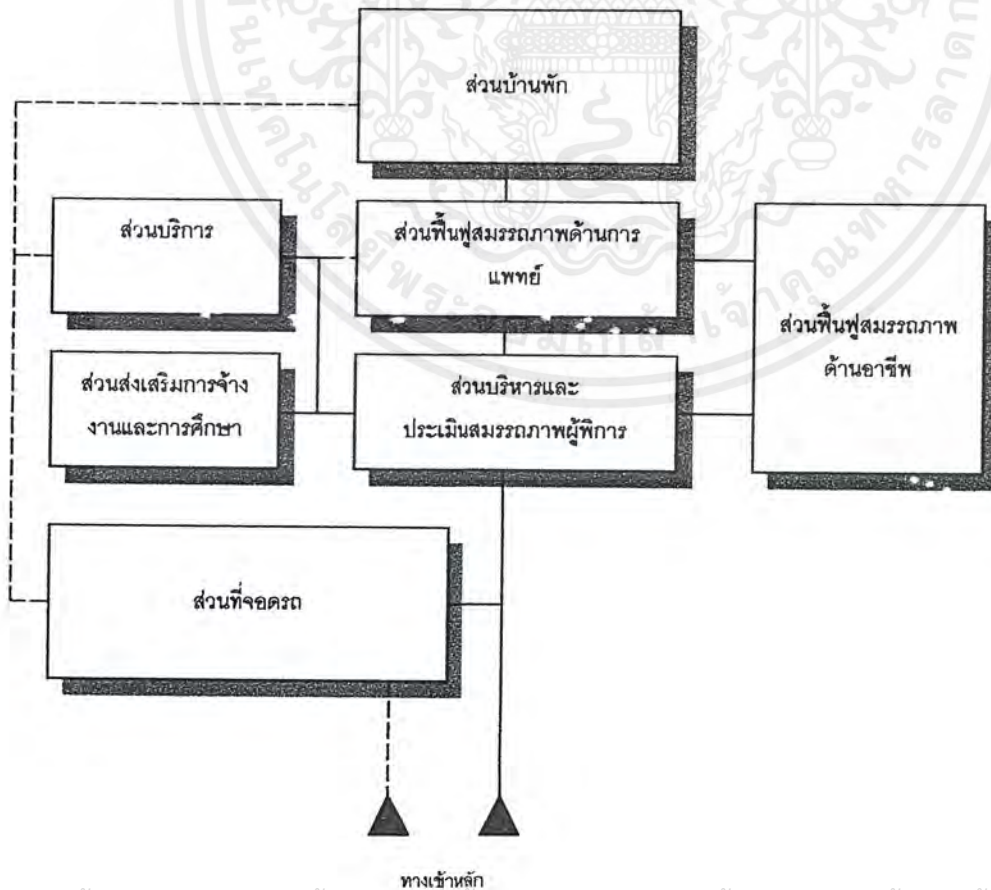 ส่วนบ้านพัก
ส่วนบริการ
ส่วนฟื้นฟูสมรรถภาพด้านการ
แพทย์
ส่วนฟื้นฟูสมรรถภาพ
ด้านอาชีพ
ส่วนส่งเสริมการจ้าง
งานและการศึกษา
ส่วนบริหารและ
ประเมินสมรรถภาพผู้พิการ
ส่วนที่จอดรถ
ทางเข้าหลัก